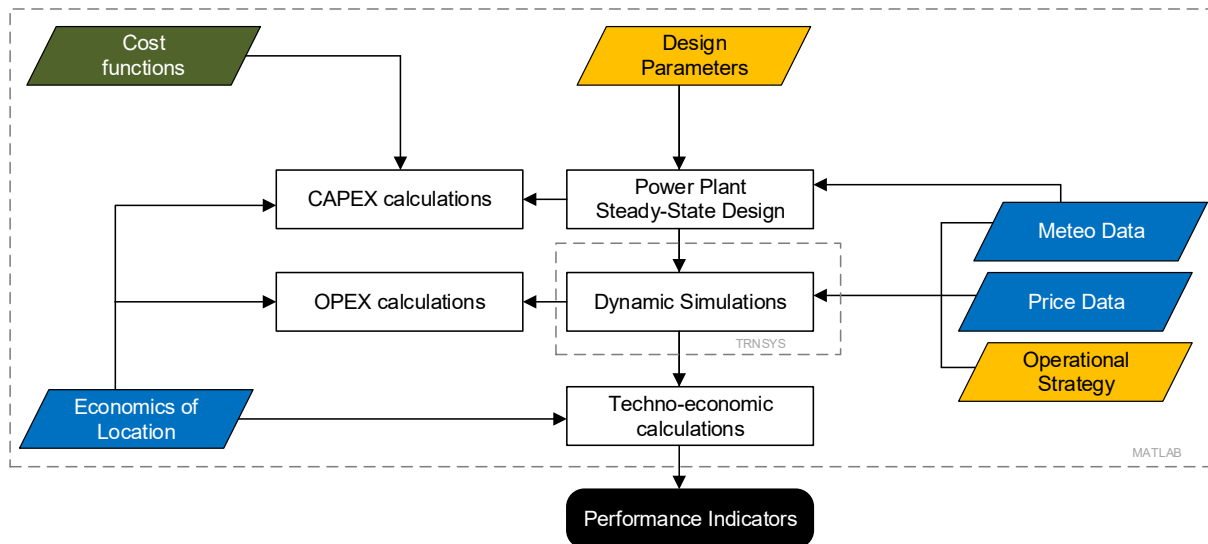 Cost
functions
Design
Parameters
CAPEX calculations
Power Plant
Steady-State Design
Meteo Data
OPEX calculations
Dynamic Simulations
Price Data
TRNSYS
Operational
Strategy
Economics of
Location
Techno-economic
calculations
MATLAB
Performance Indicators